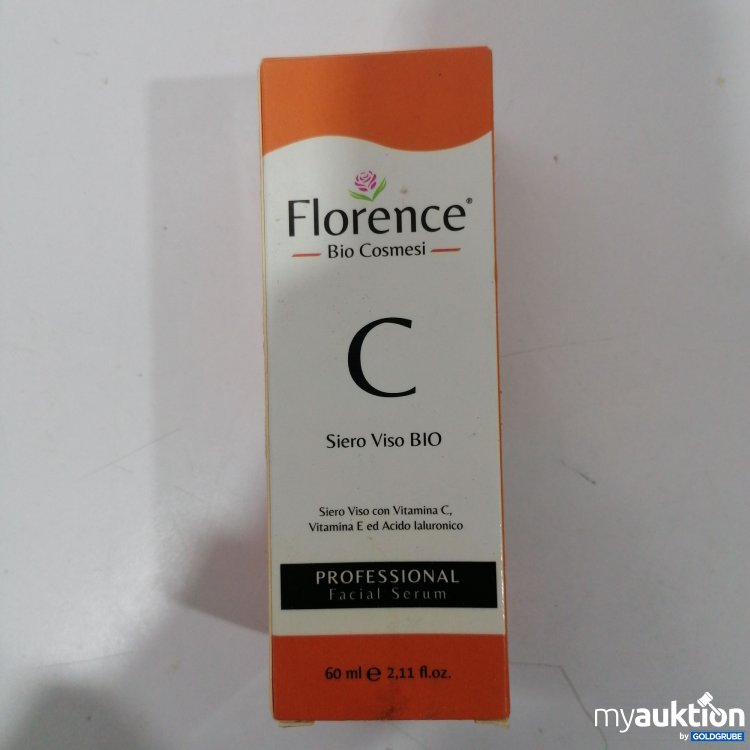 Florence®
Bio Cosmesi
C
Siero Viso BIO
Siero Viso con Vitamina C,
Vitamina E ed Acido Ialuronico
PROFESSIONAL
Facial Serum
60 ml ℮ 2,11 fl.oz.
myauktion
by GOLDGRUBE